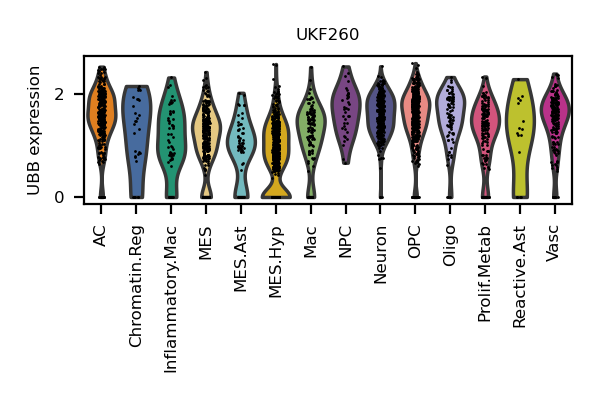 UKF260
UBB expression
2
0
AC
Chromatin.Reg
Inflammatory.Mac
MES
MES.Ast
MES.Hyp
Mac
NPC
Neuron
OPC
Oligo
Prolif.Metab
Reactive.Ast
Vasc